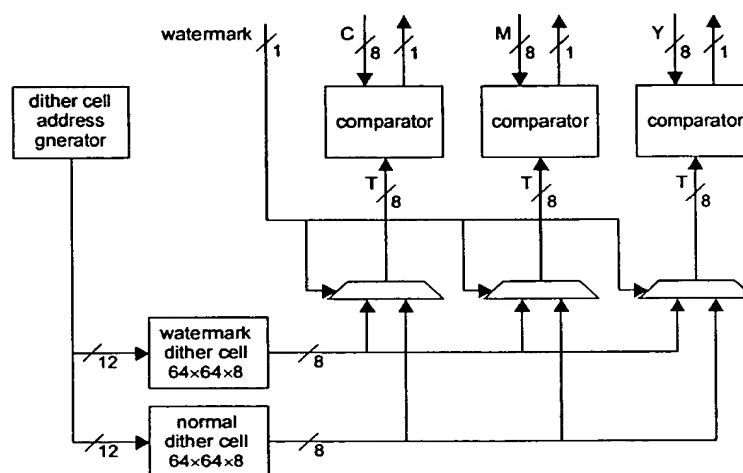 watermark 1 C 8 1 M 8 1 Y 8 1
dither cell
address
gnerator
comparator comparator comparator
T 8 T 8 T 8
watermark
dither cell
64×64×8
12 8
normal
dither cell
64×64×8
12 8